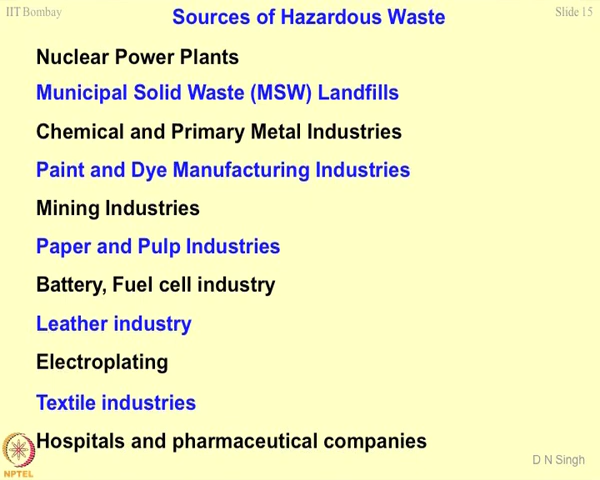 IIT Bombay
Sources of Hazardous Waste
Slide 15
Nuclear Power Plants
Municipal Solid Waste (MSW) Landfills
Chemical and Primary Metal Industries
Paint and Dye Manufacturing Industries
Mining Industries
Paper and Pulp Industries
Battery, Fuel cell industry
Leather industry
Electroplating
Textile industries
Hospitals and pharmaceutical companies
NPTEL
D N Singh